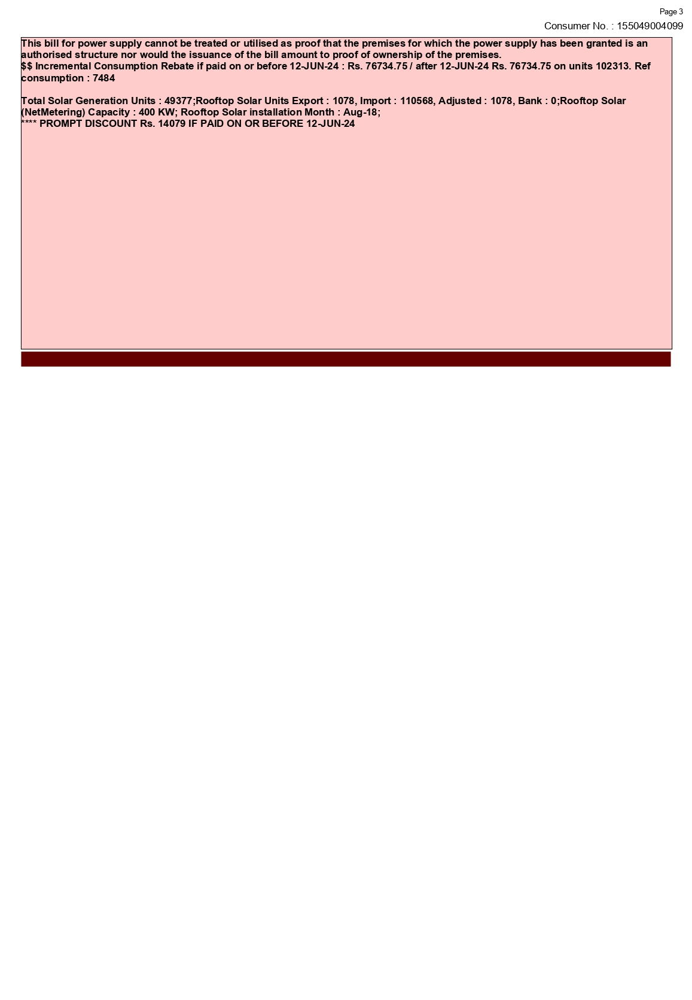 Page 3
Consumer No. : 155049004099
This bill for power supply cannot be treated or utilised as proof that the premises for which the power supply has been granted is an
authorised structure nor would the issuance of the bill amount to proof of ownership of the premises.
$$ Incremental Consumption Rebate if paid on or before 12-JUN-24 : Rs. 76734.75 / after 12-JUN-24 Rs. 76734.75 on units 102313. Ref
consumption : 7484
Total Solar Generation Units : 49377;Rooftop Solar Units Export : 1078, Import : 110568, Adjusted : 1078, Bank : 0;Rooftop Solar
(NetMetering) Capacity : 400 KW; Rooftop Solar installation Month : Aug-18;
**** PROMPT DISCOUNT Rs. 14079 IF PAID ON OR BEFORE 12-JUN-24